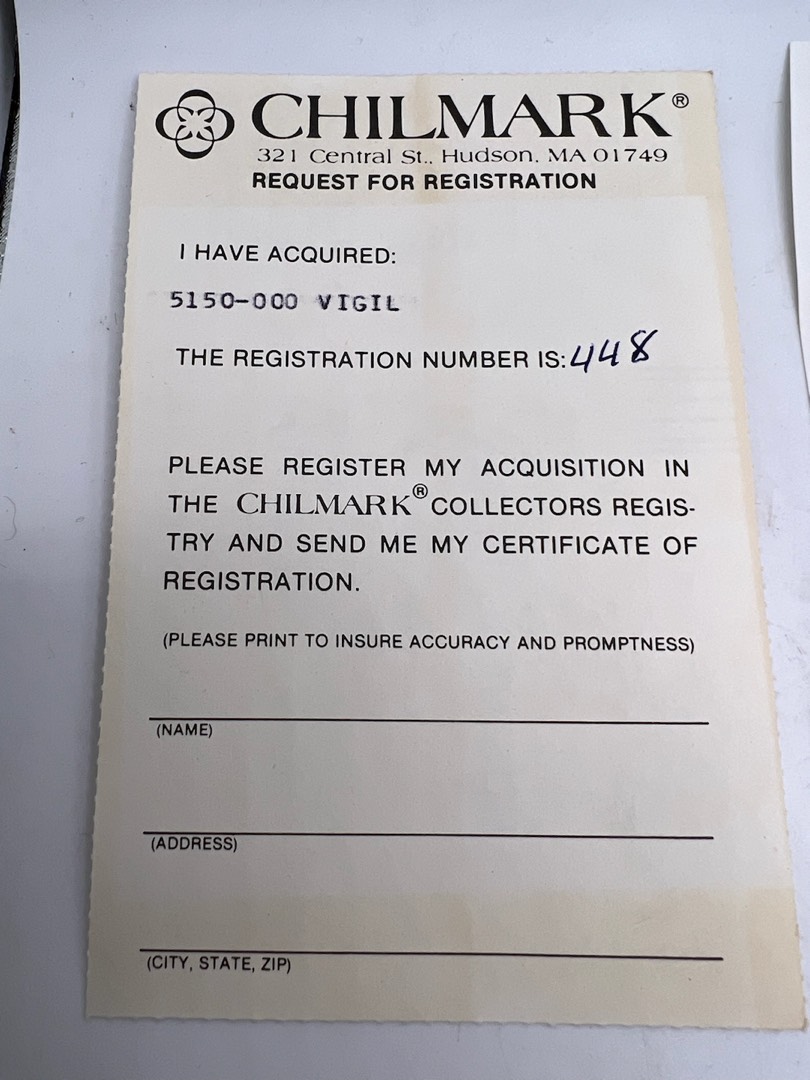 CHILMARK®
321 Central St., Hudson, MA 01749
REQUEST FOR REGISTRATION
I HAVE ACQUIRED:
5150-000 VIGIL
THE REGISTRATION NUMBER IS: 448
PLEASE REGISTER MY ACQUISITION IN
THE CHILMARK® COLLECTORS REGIS-
TRY AND SEND ME MY CERTIFICATE OF
REGISTRATION.
(PLEASE PRINT TO INSURE ACCURACY AND PROMPTNESS)
(NAME)
(ADDRESS)
(CITY, STATE, ZIP)